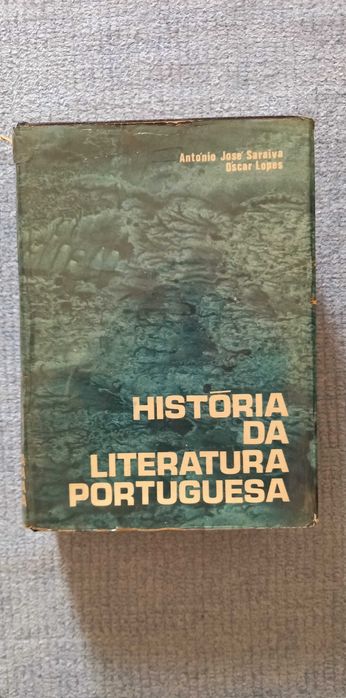 António José Saraiva
Óscar Lopes
HISTÓRIA
DA
LITERATURA
PORTUGUESA